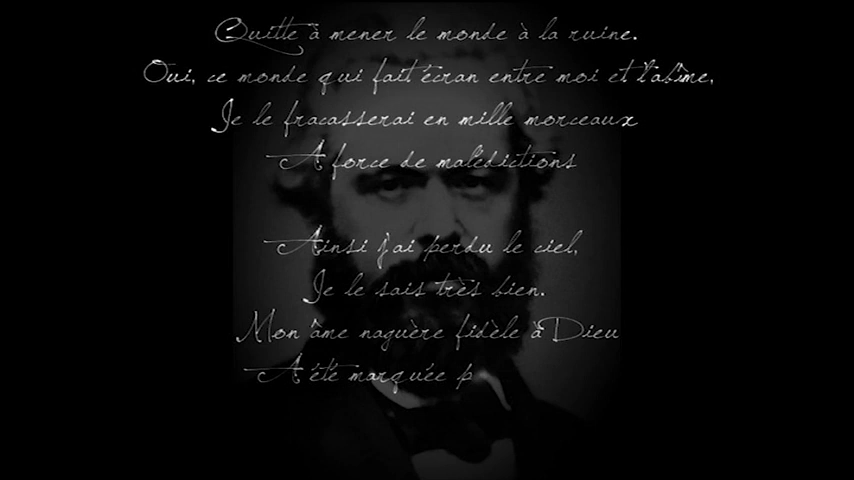 Quitte à mener le monde à la ruine.
Oui, ce monde qui fait écran entre moi et l'abîme,
Je le fracasserai en mille morceaux
A force de malédictions
Ainsi j'ai perdu le ciel,
Je le sais très bien.
Mon âme naguère fidèle à Dieu
A été marquée p